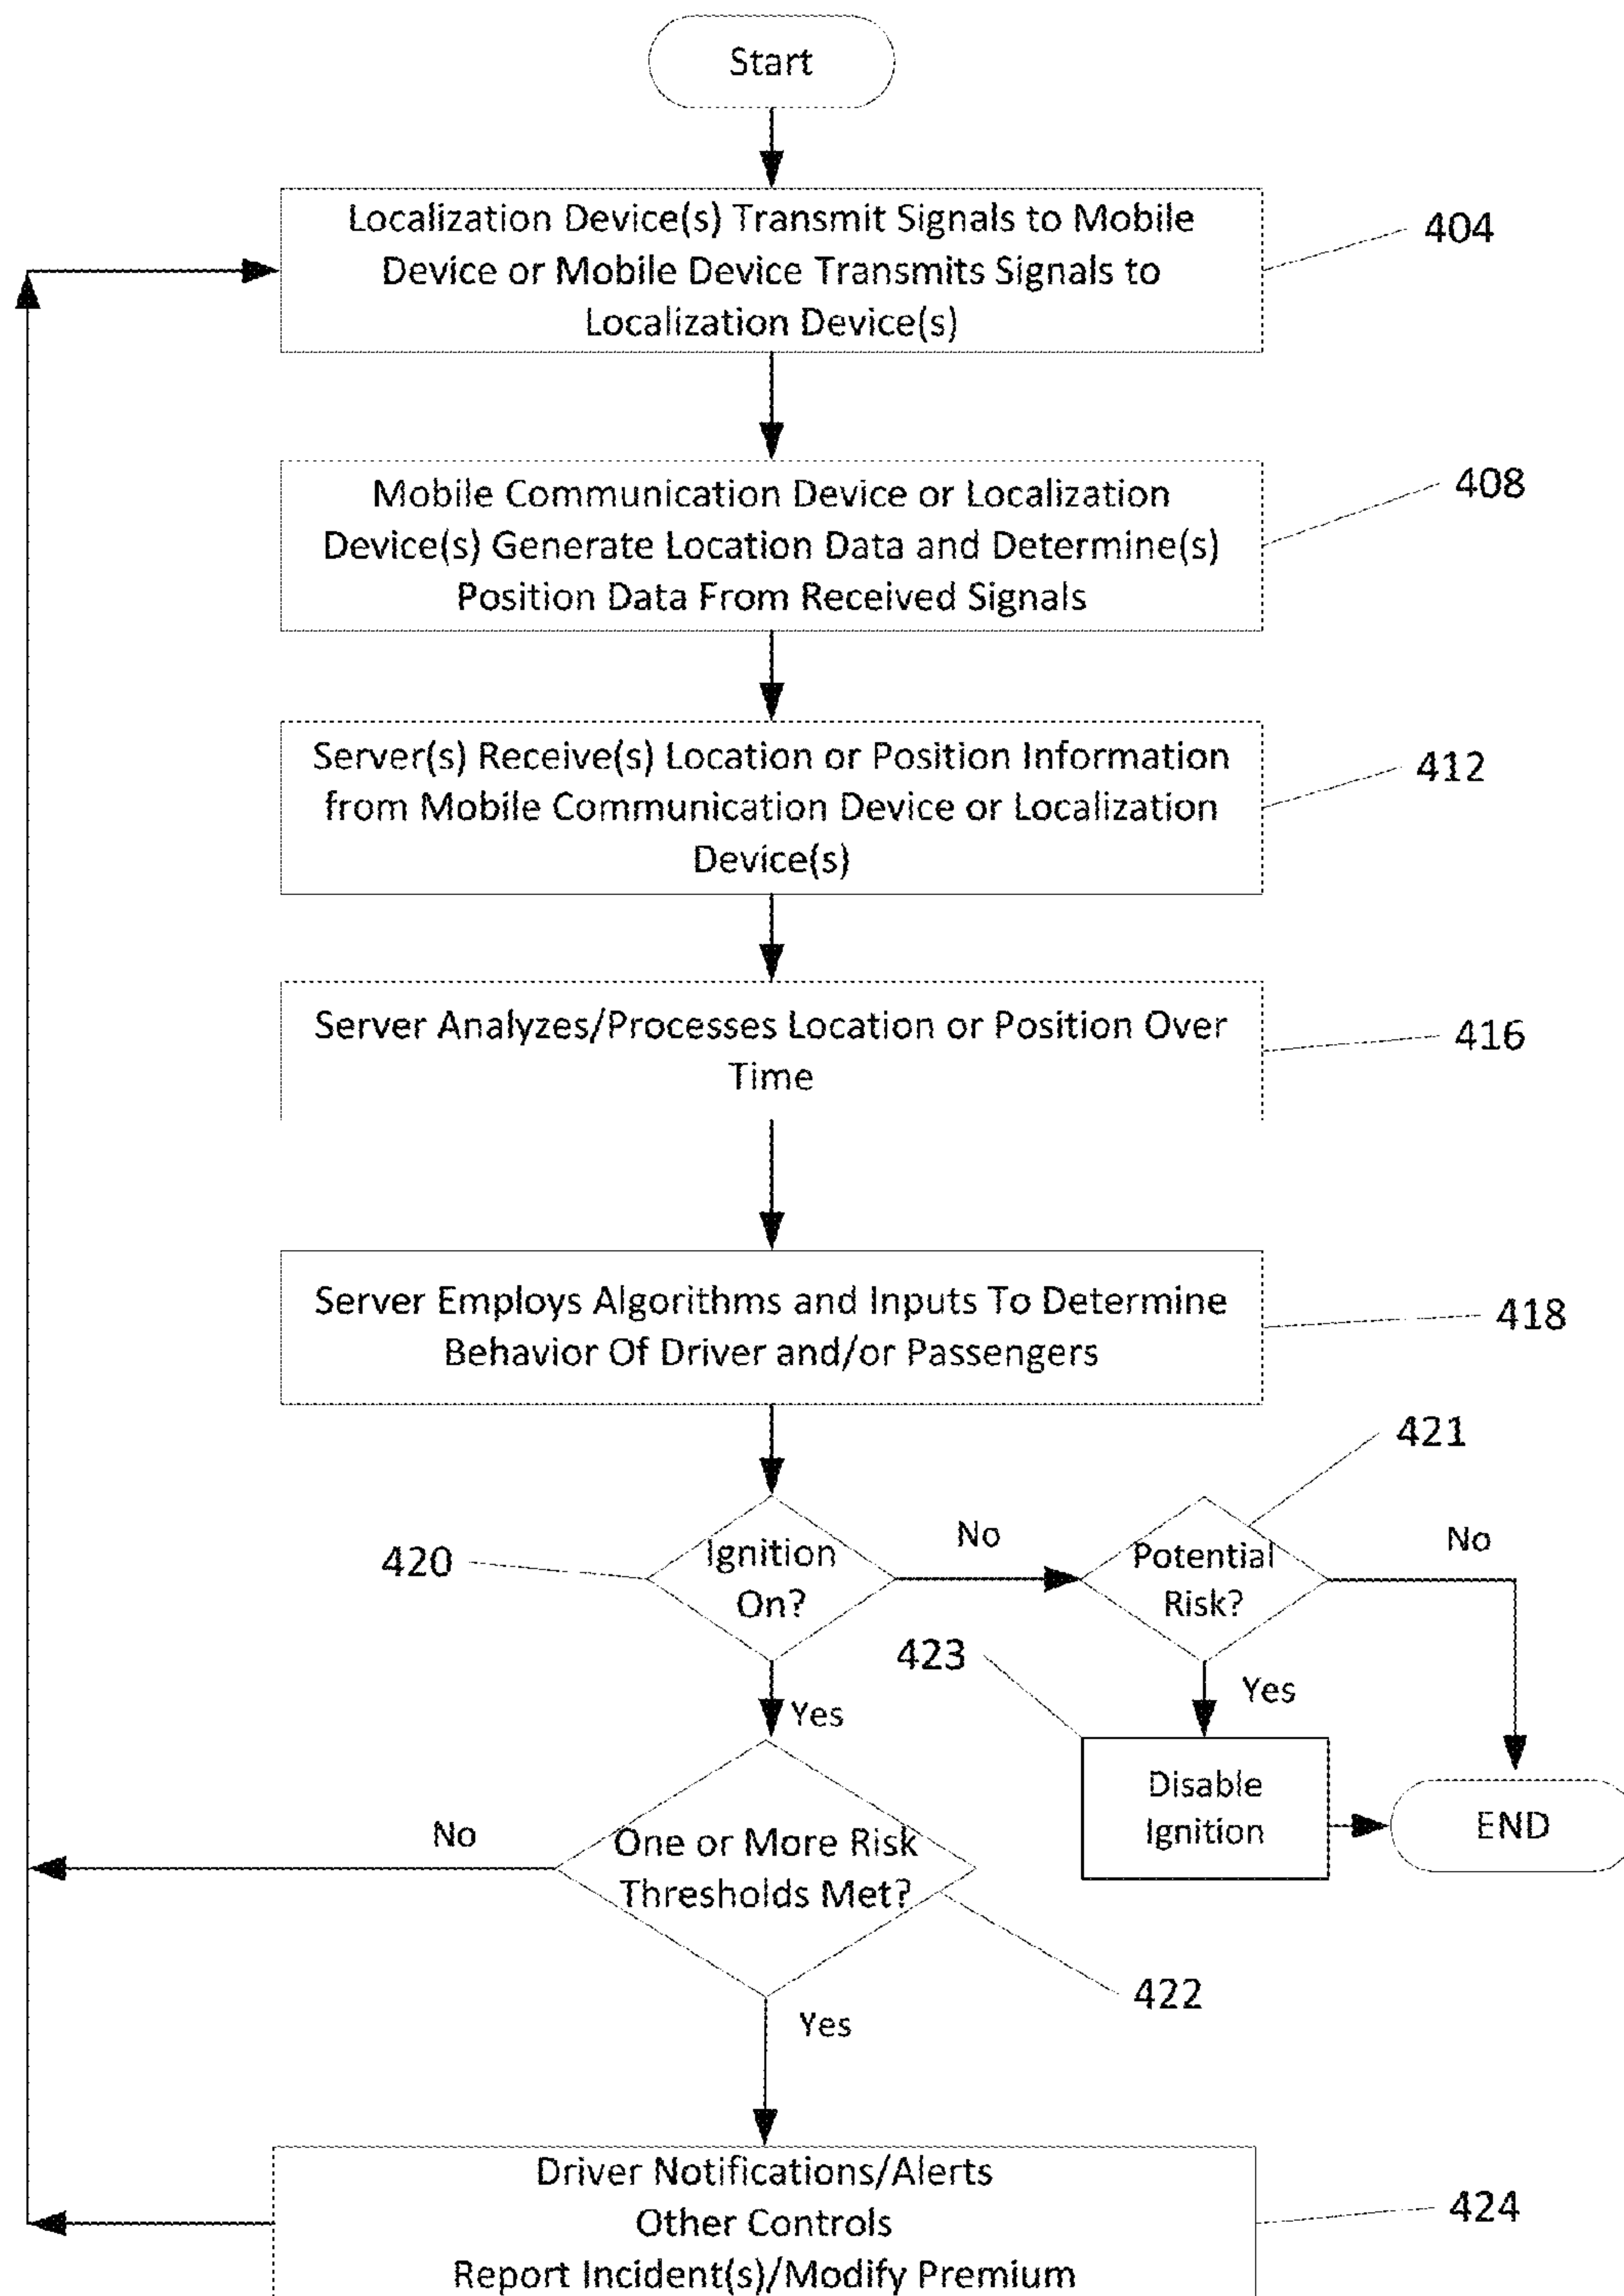 Start
Localization Device(s) Transmit Signals to Mobile
Device or Mobile Device Transmits Signals to
Localization Device(s)
404
Mobile Communication Device or Localization
Device(s) Generate Location Data and Determine(s)
Position Data From Received Signals
408
Server(s) Receive(s) Location or Position Information
from Mobile Communication Device or Localization
Device(s)
412
Server Analyzes/Processes Location or Position Over
Time
416
Server Employs Algorithms and Inputs To Determine
Behavior Of Driver and/or Passengers
418
420
Ignition
On?
No
421
Potential
Risk?
No
Yes
423
Yes
Disable
Ignition
END
No
One or More Risk
Thresholds Met?
422
Yes
Driver Notifications/Alerts
Other Controls
Report Incident(s)/Modify Premium
424